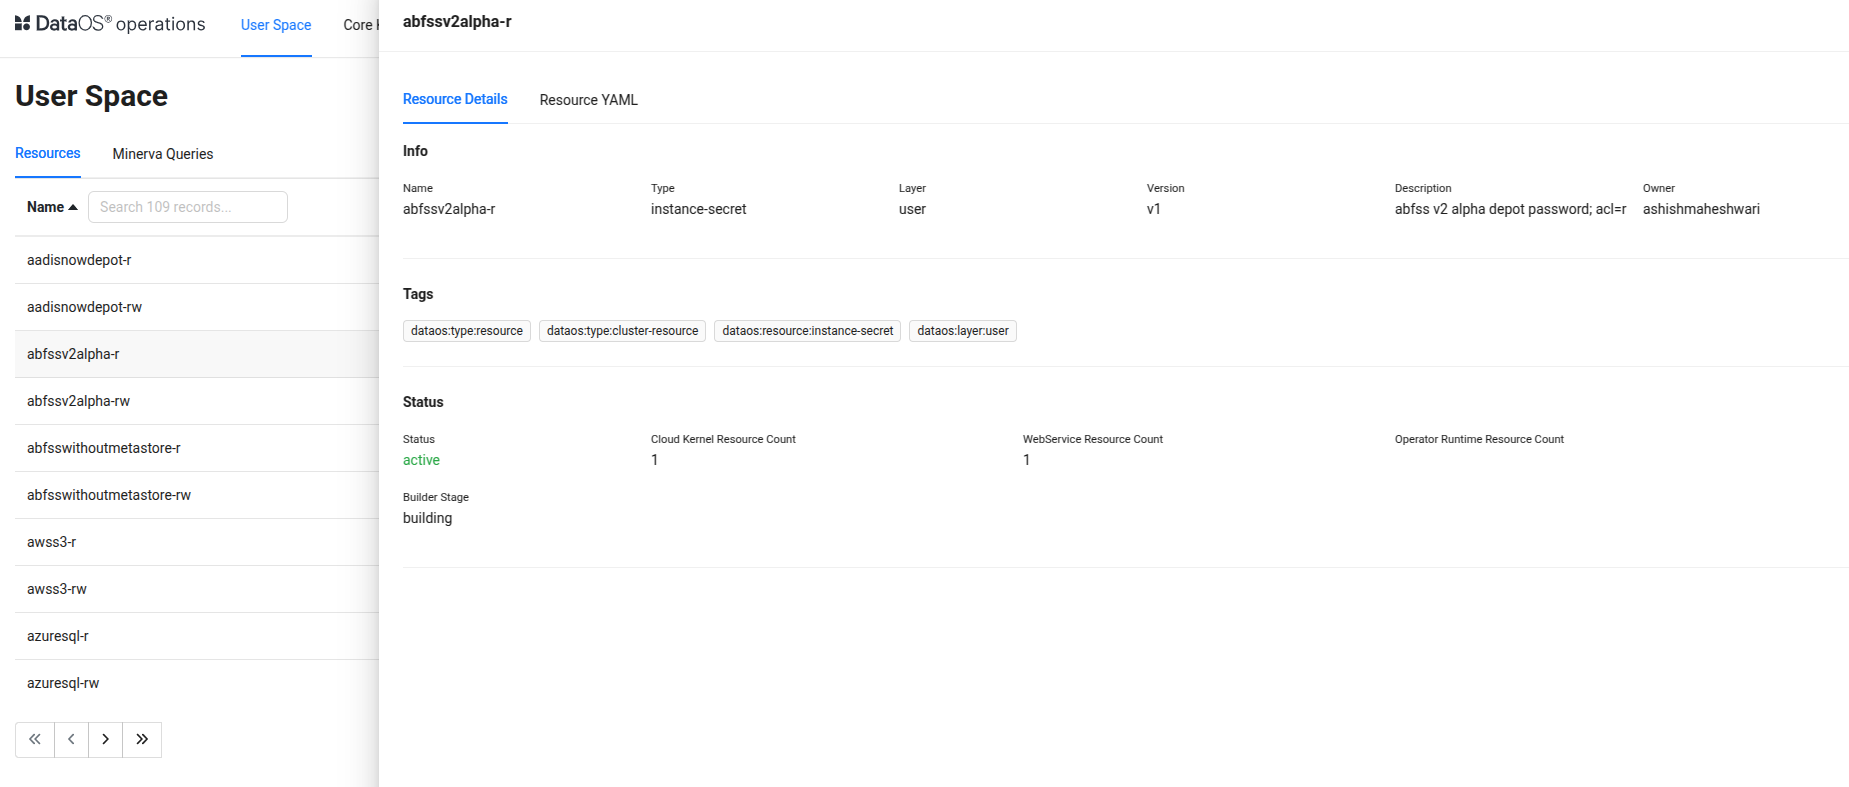 DataOS® operations
User Space
Core
User Space
Resources
Minerva Queries
Name
Search 109 records...
aadisnowdepot-r
aadisnowdepot-rw
abfssv2alpha-r
abfssv2alpha-rw
abfsswithoutmetastore-r
abfsswithoutmetastore-rw
awss3-r
awss3-rw
azuresql-r
azuresql-rw
abfssv2alpha-r
Resource Details
Resource YAML
Info
Name
Type
Layer
Version
Description
Owner
abfssv2alpha-r
instance-secret
user
v1
abfss v2 alpha depot password; acl=r
ashishmaheshwari
Tags
dataos:type:resource
dataos:type:cluster-resource
dataos:resource:instance-secret
dataos:layer:user
Status
Status
Cloud Kernel Resource Count
WebService Resource Count
Operator Runtime Resource Count
active
1
1
Builder Stage
building